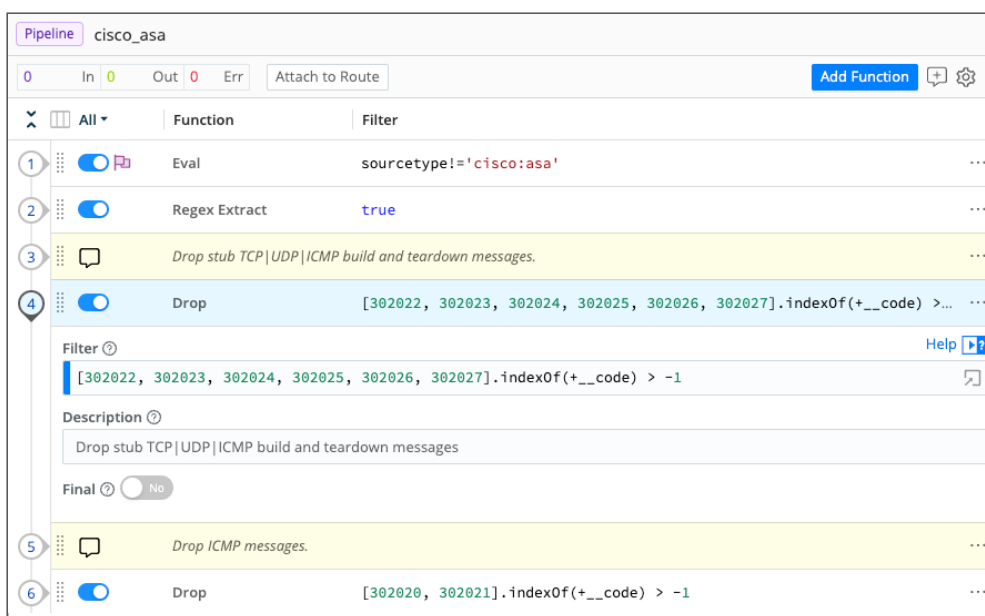 Pipeline cisco_asa
0 In 0 Out 0 Err Attach to Route Add Function
All Function Filter
1 Eval sourcetype!='cisco:asa' ...
2 Regex Extract true ...
3 Drop stub TCP|UDP|ICMP build and teardown messages. ...
4 Drop [302022, 302023, 302024, 302025, 302026, 302027].indexOf(+__code) >... ...
Filter ? Help ?
[302022, 302023, 302024, 302025, 302026, 302027].indexOf(+__code) > -1
Description ?
Drop stub TCP|UDP|ICMP build and teardown messages
Final ? No
5 Drop ICMP messages. ...
6 Drop [302020, 302021].indexOf(+__code) > -1 ...